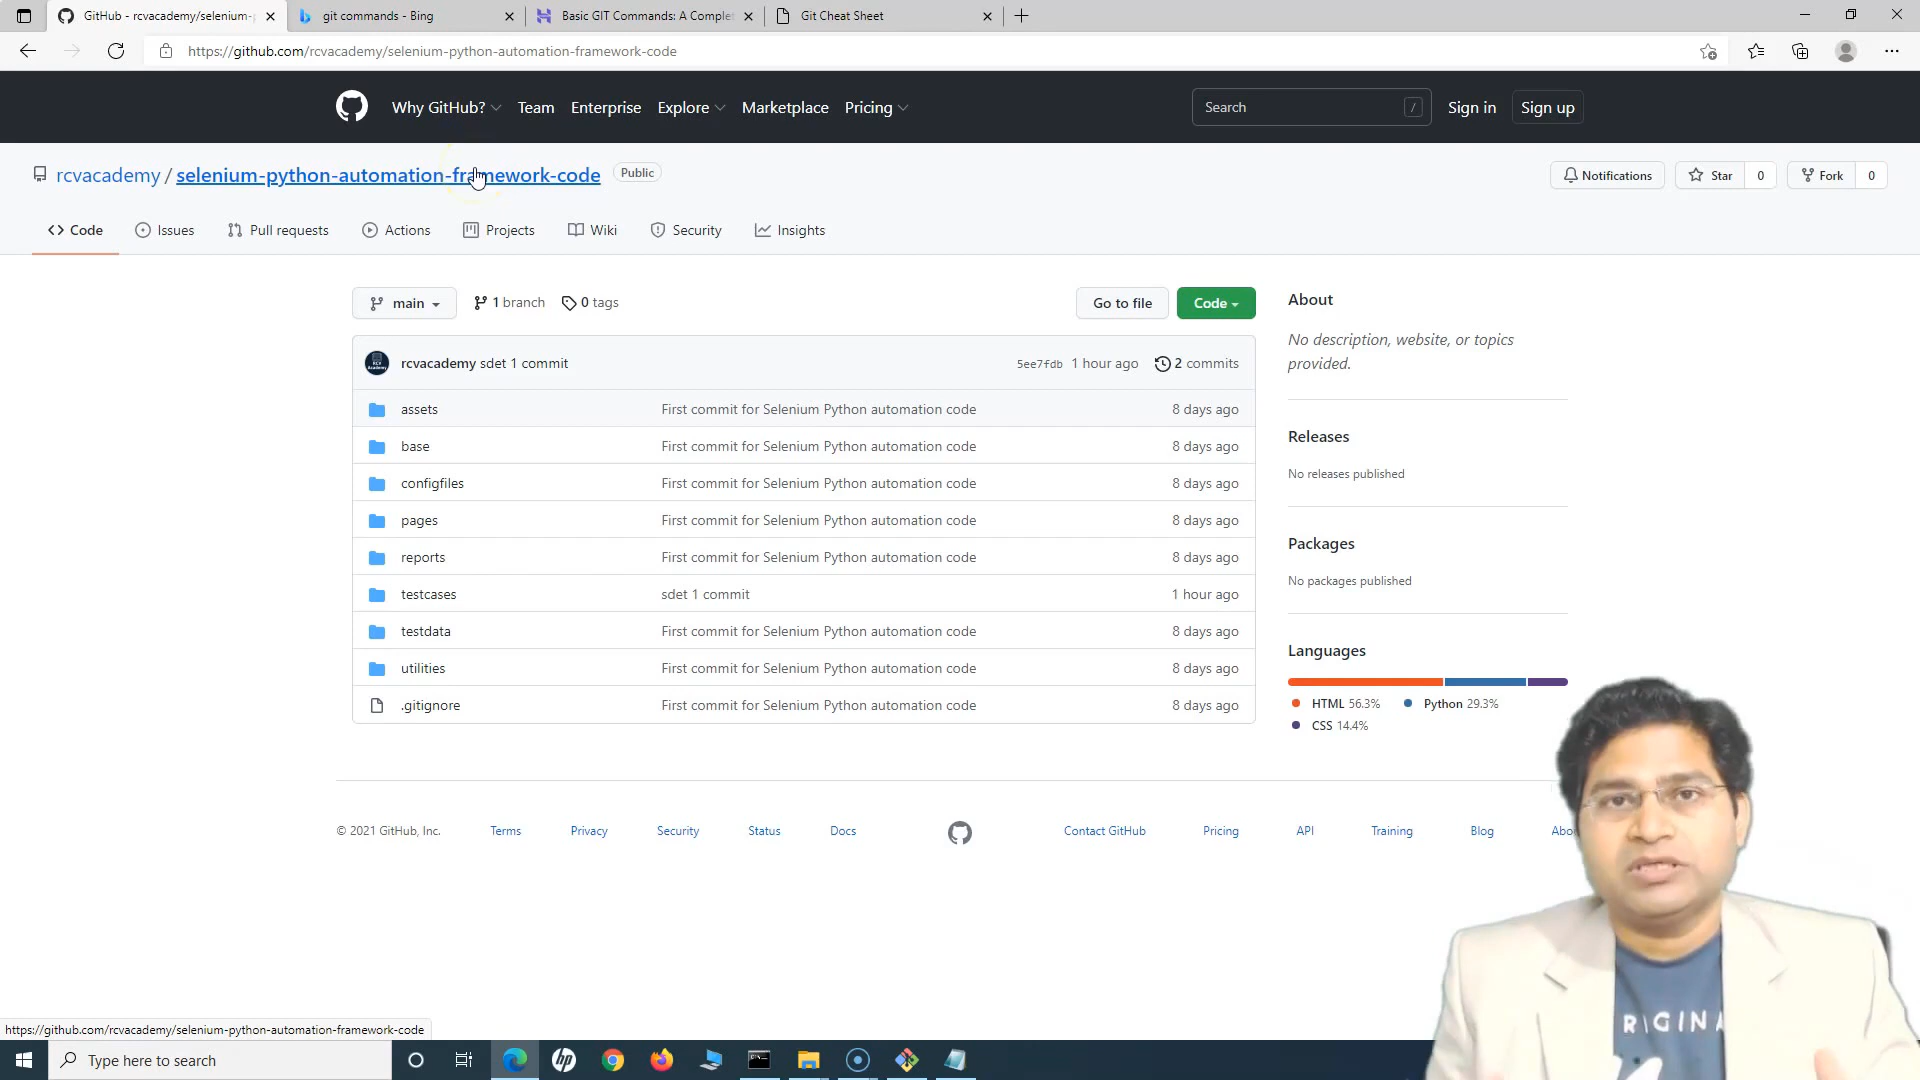 GitHub - rcvacademy/selenium-p
git commands - Bing
Basic GIT Commands: A Complet
Git Cheat Sheet
https://github.com/rcvacademy/selenium-python-automation-framework-code
Why GitHub?
Team
Enterprise
Explore
Marketplace
Pricing
Search
/
Sign in
Sign up
rcvacademy / selenium-python-automation-framework-code
Public
Notifications
Star
0
Fork
0
Code
Issues
Pull requests
Actions
Projects
Wiki
Security
Insights
main
1 branch
0 tags
Go to file
Code
About
No description, website, or topics
provided.
rcvacademy sdet 1 commit
5ee7fdb 1 hour ago
2 commits
assets
First commit for Selenium Python automation code
8 days ago
base
First commit for Selenium Python automation code
8 days ago
configfiles
First commit for Selenium Python automation code
8 days ago
pages
First commit for Selenium Python automation code
8 days ago
reports
First commit for Selenium Python automation code
8 days ago
testcases
sdet 1 commit
1 hour ago
testdata
First commit for Selenium Python automation code
8 days ago
utilities
First commit for Selenium Python automation code
8 days ago
.gitignore
First commit for Selenium Python automation code
8 days ago
Releases
No releases published
Packages
No packages published
Languages
HTML 56.3%
Python 29.3%
CSS 14.4%
© 2021 GitHub, Inc.
Terms
Privacy
Security
Status
Docs
Contact GitHub
Pricing
API
Training
Blog
Abo
RIGINA
https://github.com/rcvacademy/selenium-python-automation-framework-code
Type here to search
hp